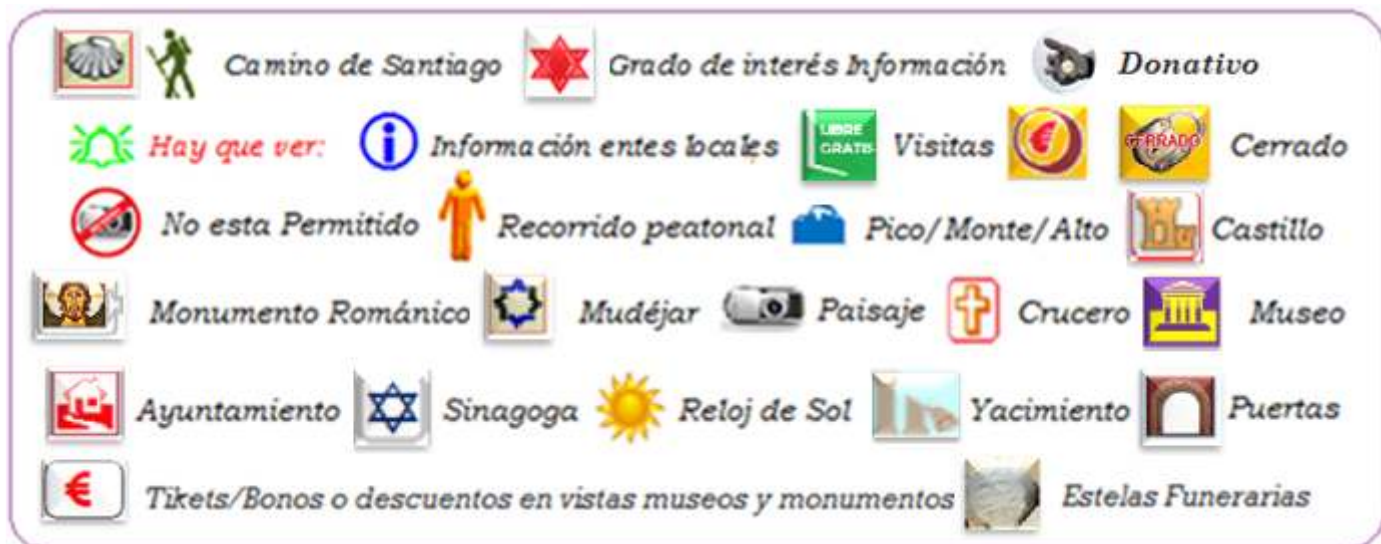 Camino de Santiago Grado de interés Información Donativo
Hay que ver: Información entes locales LIBRE GRATIS Visitas € CERRADO Cerrado
No esta Permitido Recorrido peatonal Pico/Monte/Alto Castillo
Monumento Románico Mudéjar Paisaje Crucero Museo
Ayuntamiento Sinagoga Reloj de Sol Yacimiento Puertas
€ Tikets/Bonos o descuentos en vistas museos y monumentos Estelas Funerarias